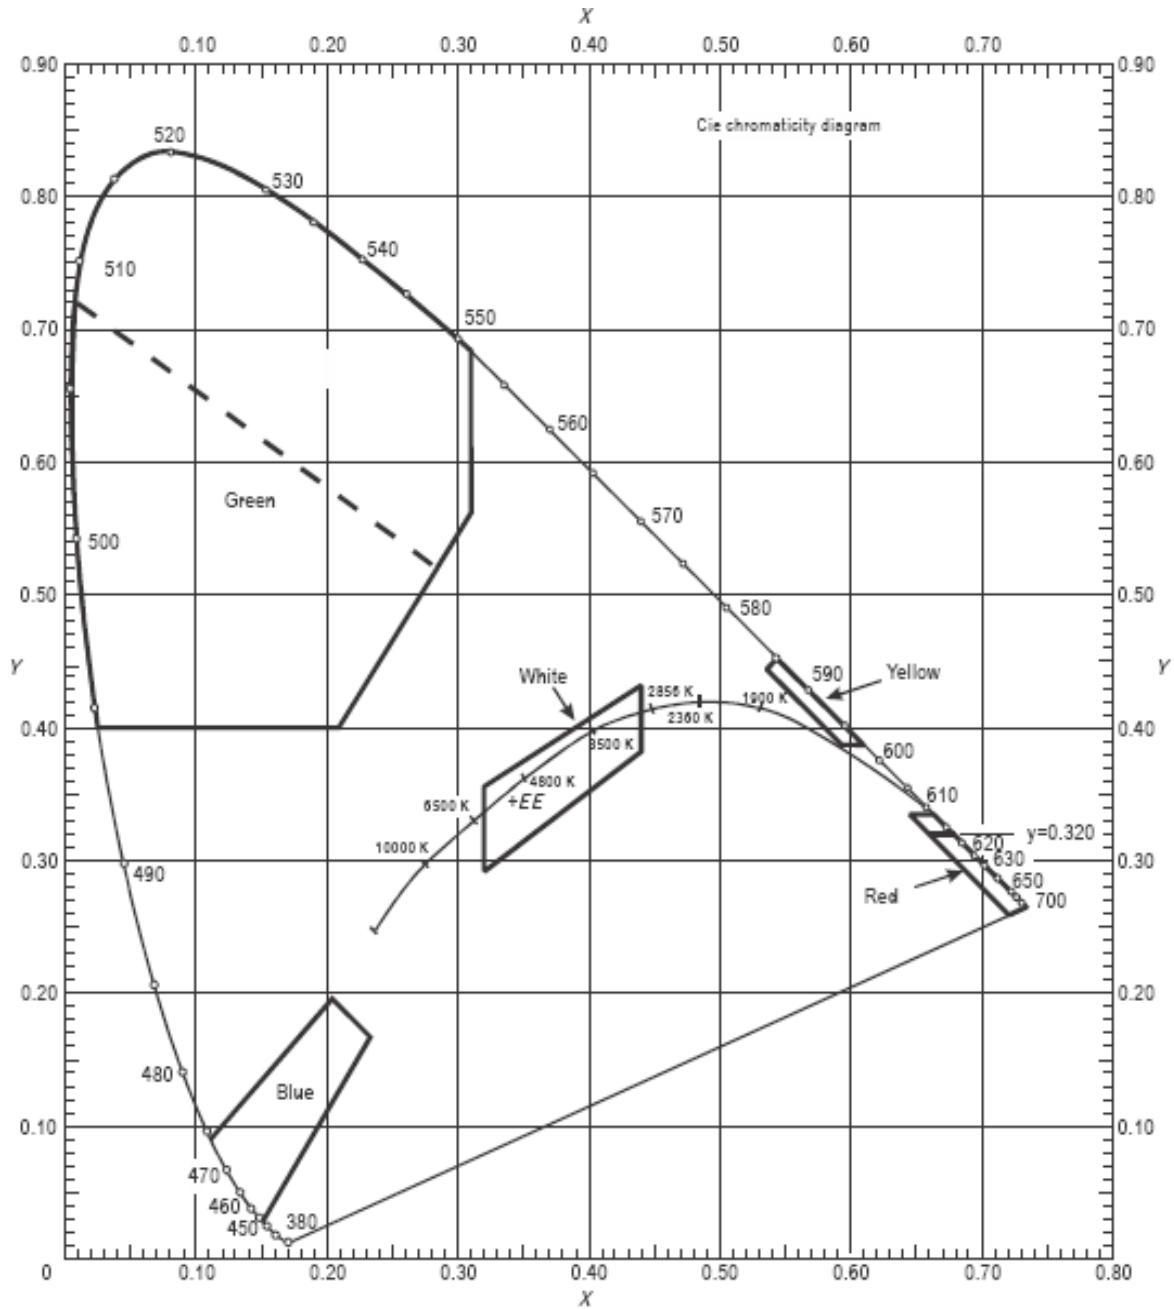 X
0.10 0.20 0.30 0.40 0.50 0.60 0.70
0.90 0.90
Cie chromaticity diagram
520
0.80 530 0.80
540
510
550
0.70 0.70
560
0.60 0.60
Green
570
500
0.50 580 0.50
Y Y
White 590 Yellow
2856 K 1900 K
2360 K
0.40 0.40
3500 K 600
4800 K
+EE 610
6500 K
y=0.320
10000 K 620
0.30 630 0.30
490 650
Red 700
0.20 0.20
480
Blue
0.10 0.10
470
460
450 380
0 0.10 0.20 0.30 0.40 0.50 0.60 0.70 0.80
X